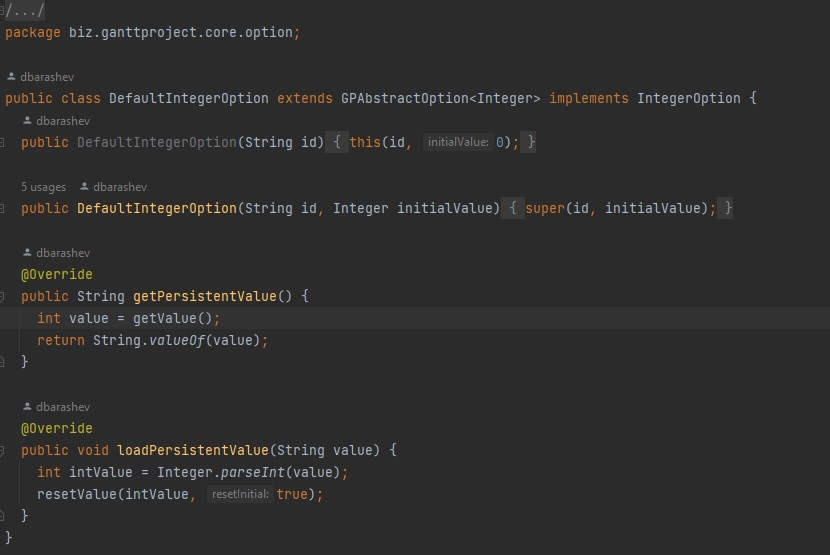 /.../
package biz.ganttproject.core.option;
dbarashev
public class DefaultIntegerOption extends GPAbstractOption<Integer> implements IntegerOption {
dbarashev
public DefaultIntegerOption(String id) { this(id, initialValue: 0); }
5 usages dbarashev
public DefaultIntegerOption(String id, Integer initialValue) { super(id, initialValue); }
dbarashev
@Override
public String getPersistentValue() {
int value = getValue();
return String.valueOf(value);
}
dbarashev
@Override
public void loadPersistentValue(String value) {
int intValue = Integer.parseInt(value);
resetValue(intValue, resetInitial: true);
}
}